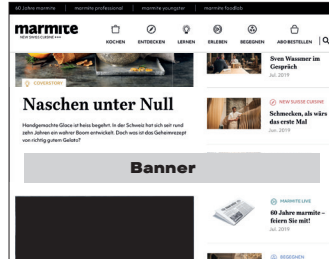 60 Jahre marmite
marmite professional
marmite youngster
marmite foodlab.
marmite
NEW SWISS CUISINE
KOCHEN
ENTDECKEN
LERNEN
ERLEBEN
BEGEGNEN
ABO BESTELLEN
COVERSTORY
Naschen unter Null
Handgemachte Glace ist heiss begehrt. In der Schweiz hat sich seit rund
zehn Jahren ein wahrer Boom entwickelt. Doch was ist das Geheimrezept
von richtig gutem Gelato?
Sven Wassmer im
Gespräch
Jul. 2019
NEW SUISSE CUISINE
Schmecken, als wärs
das erste Mal
Jun. 2019
Banner
MARMITE LIVE
60 Jahre marmite –
feiern Sie mit!
Jul. 2019
BEGEGNEN